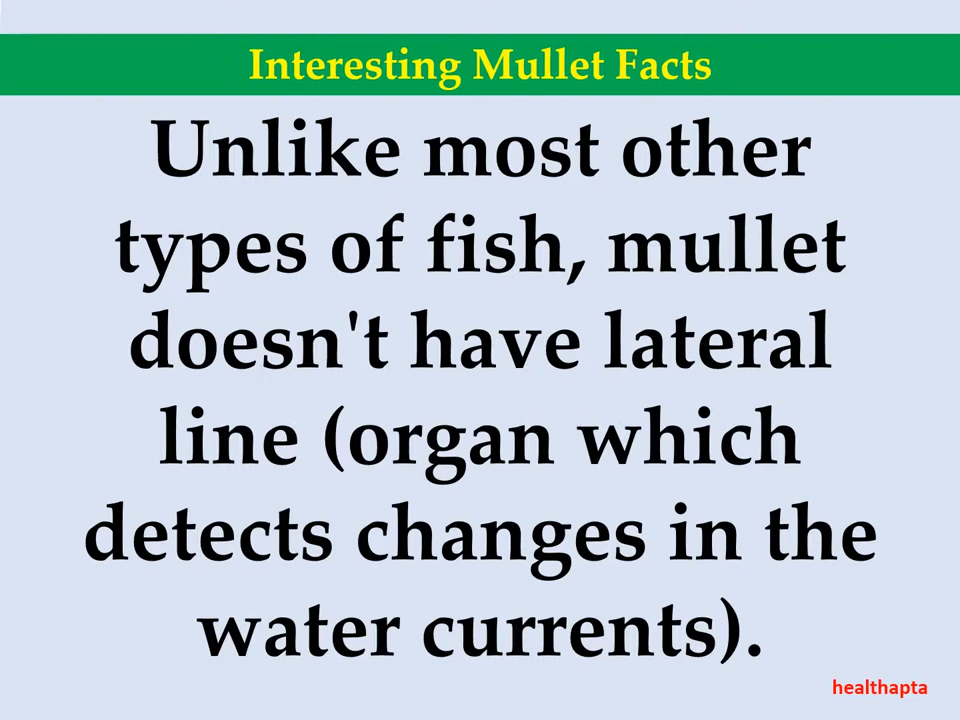 Interesting Mullet Facts
Unlike most other
types of fish, mullet
doesn't have lateral
line (organ which
detects changes in the
water currents).
healthapta